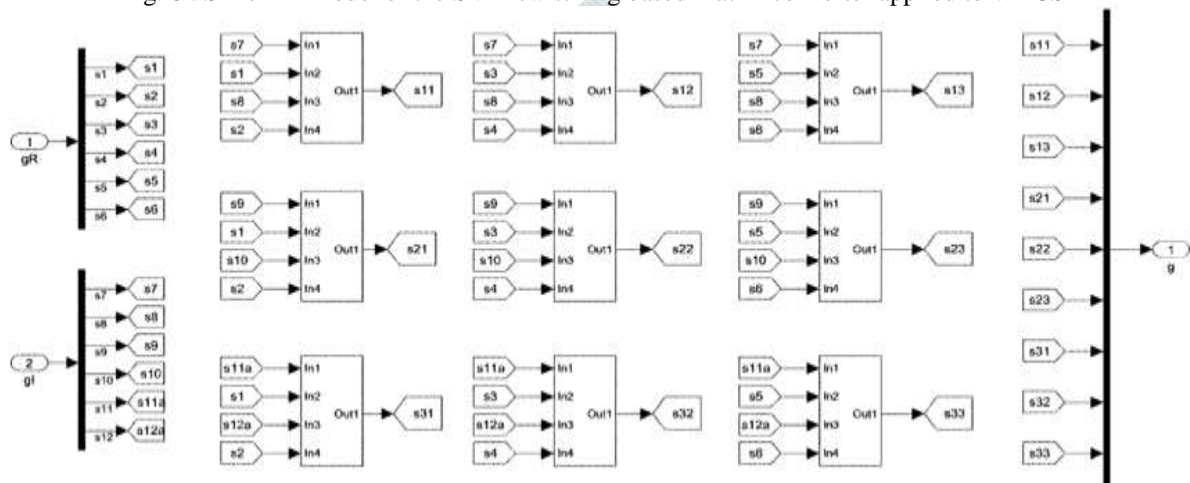 s1 s1
s2 s2
s3 s3
s4 s4
s5 s5
s6 s6
1
gR
s7 s7
s8 s8
s9 s9
s10 s10
s11 s11a
s12 s12a
2
gI
s7 In1
s1 In2
s8 In3
s2 In4
Out1 s11
s7 In1
s3 In2
s8 In3
s4 In4
Out1 s12
s7 In1
s5 In2
s8 In3
s6 In4
Out1 s13
s9 In1
s1 In2
s10 In3
s2 In4
Out1 s21
s9 In1
s3 In2
s10 In3
s4 In4
Out1 s22
s9 In1
s5 In2
s10 In3
s6 In4
Out1 s23
s11a In1
s1 In2
s12a In3
s2 In4
Out1 s31
s11a In1
s3 In2
s12a In3
s4 In4
Out1 s32
s11a In1
s5 In2
s12a In3
s6 In4
Out1 s33
s11
s12
s13
s21
s22
s23
s31
s32
s33
1
g